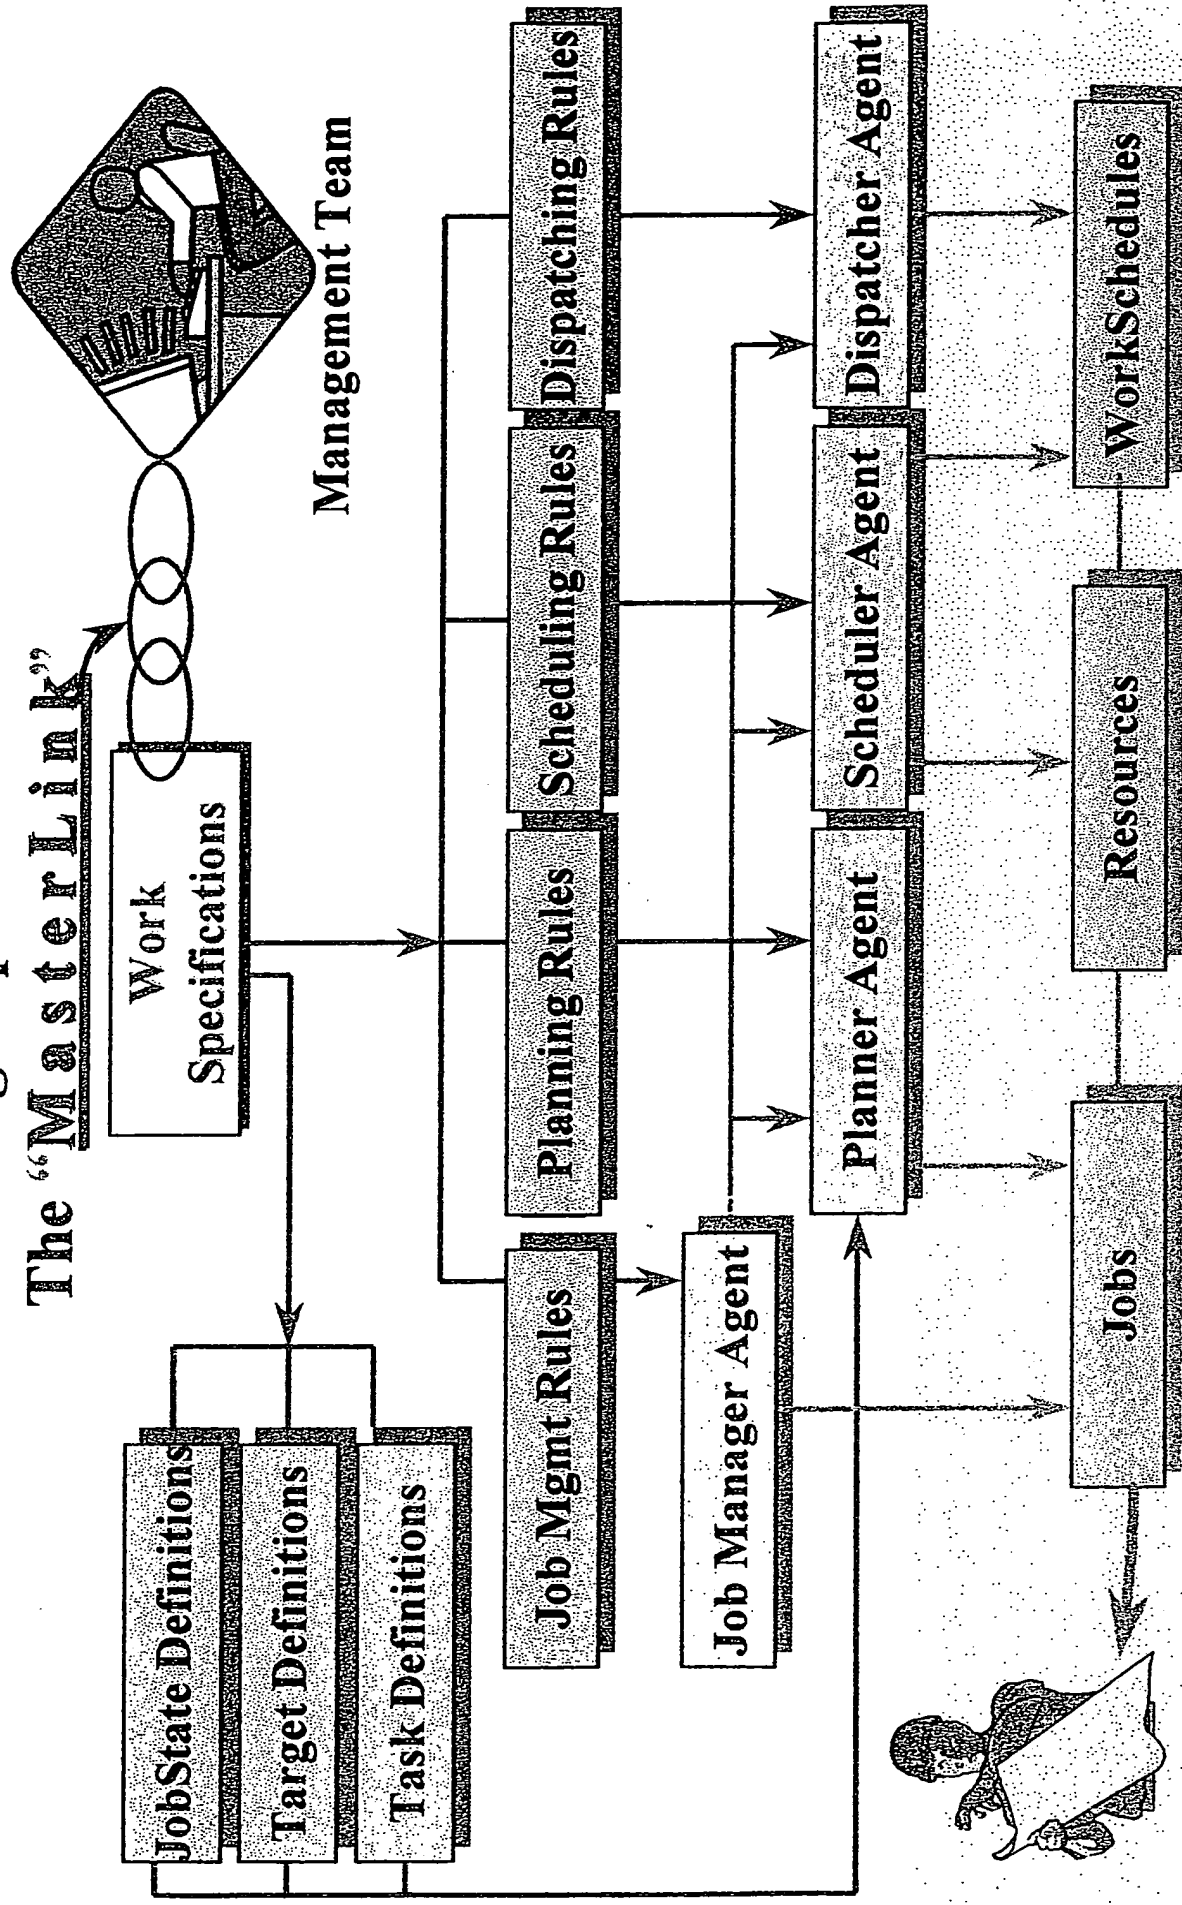 The “MasterLink”
Work
Specifications
Management Team
JobState Definitions
Target Definitions
Task Definitions
Job Mgmt Rules
Planning Rules
Scheduling Rules
Dispatching Rules
Job Manager Agent
Planner Agent
Scheduler Agent
Dispatcher Agent
Jobs
Resources
WorkSchedules